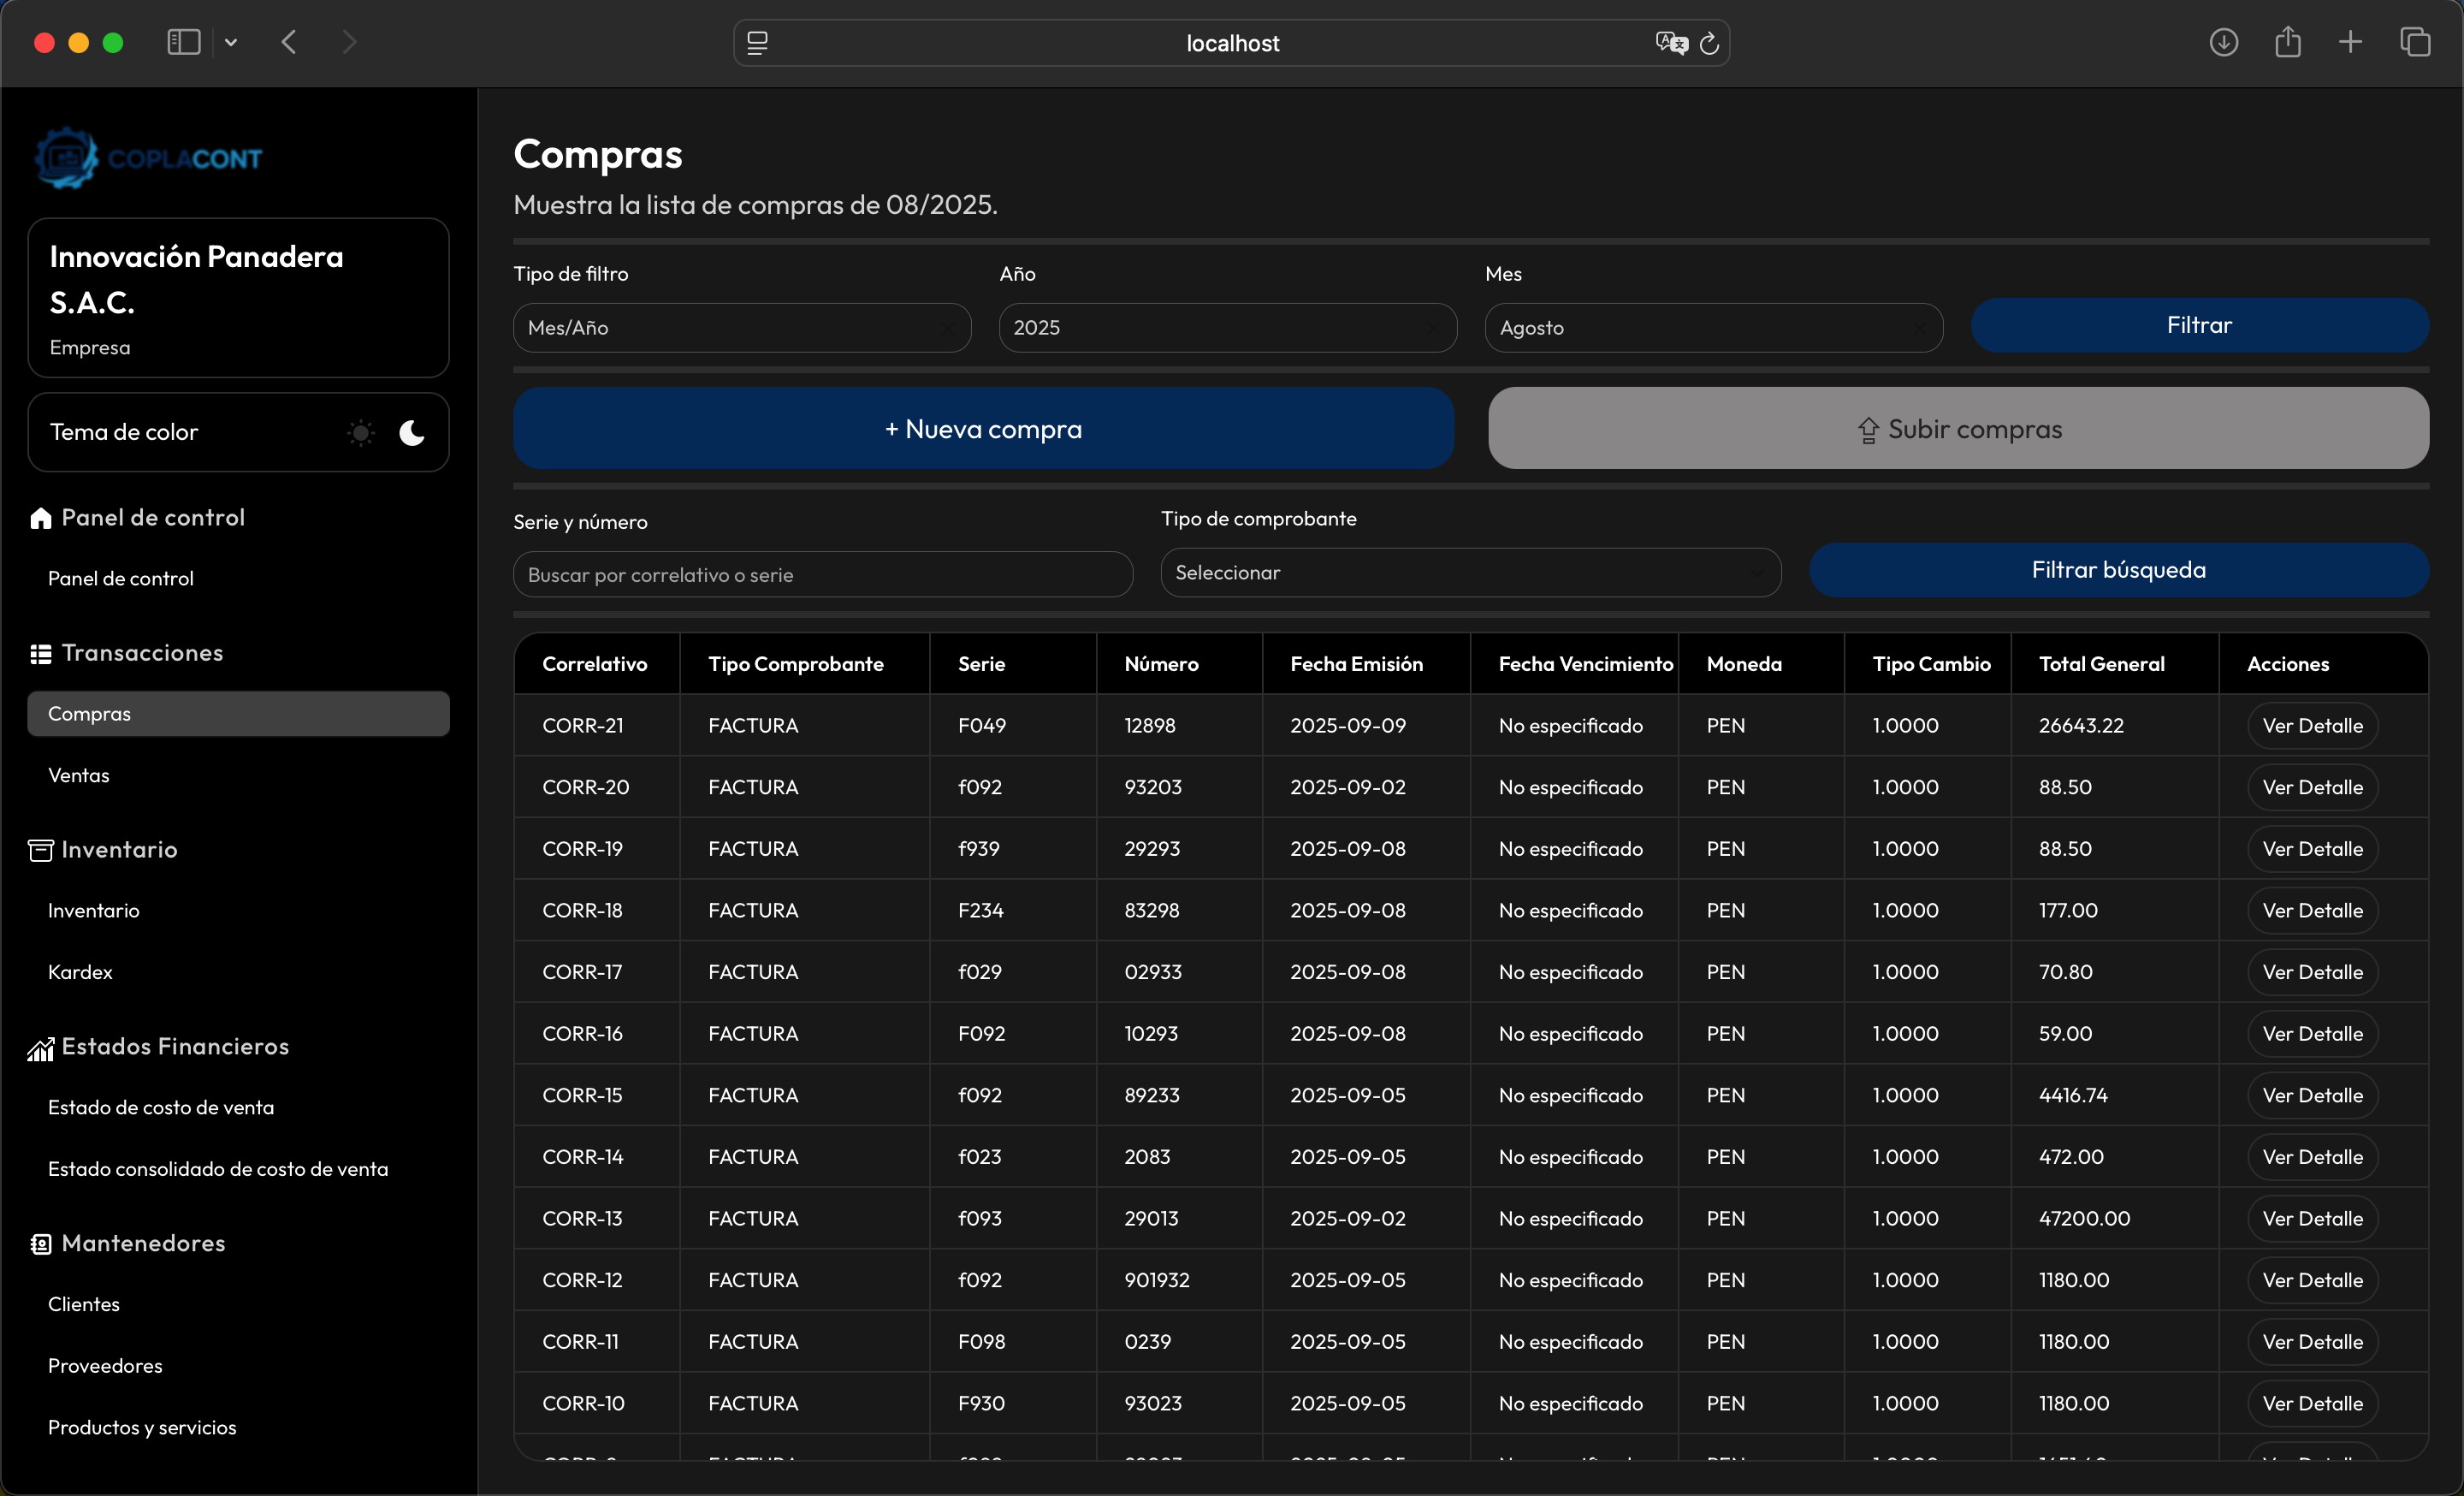 localhost
COPLACONT
Innovación Panadera
S.A.C.
Empresa
Tema de color
Panel de control
Panel de control
Transacciones
Compras
Ventas
Inventario
Inventario
Kardex
Estados Financieros
Estado de costo de venta
Estado consolidado de costo de venta
Mantenedores
Clientes
Proveedores
Productos y servicios
Compras
Muestra la lista de compras de 08/2025.
Tipo de filtro Año Mes
Mes/Año 2025 Agosto Filtrar
+ Nueva compra Subir compras
Serie y número Tipo de comprobante
Buscar por correlativo o serie Seleccionar Filtrar búsqueda
Correlativo Tipo Comprobante Serie Número Fecha Emisión Fecha Vencimiento Moneda Tipo Cambio Total General Acciones
CORR-21 FACTURA F049 12898 2025-09-09 No especificado PEN 1.0000 26643.22 Ver Detalle
CORR-20 FACTURA f092 93203 2025-09-02 No especificado PEN 1.0000 88.50 Ver Detalle
CORR-19 FACTURA f939 29293 2025-09-08 No especificado PEN 1.0000 88.50 Ver Detalle
CORR-18 FACTURA F234 83298 2025-09-08 No especificado PEN 1.0000 177.00 Ver Detalle
CORR-17 FACTURA f029 02933 2025-09-08 No especificado PEN 1.0000 70.80 Ver Detalle
CORR-16 FACTURA F092 10293 2025-09-08 No especificado PEN 1.0000 59.00 Ver Detalle
CORR-15 FACTURA f092 89233 2025-09-05 No especificado PEN 1.0000 4416.74 Ver Detalle
CORR-14 FACTURA f023 2083 2025-09-05 No especificado PEN 1.0000 472.00 Ver Detalle
CORR-13 FACTURA f093 29013 2025-09-02 No especificado PEN 1.0000 47200.00 Ver Detalle
CORR-12 FACTURA f092 901932 2025-09-05 No especificado PEN 1.0000 1180.00 Ver Detalle
CORR-11 FACTURA F098 0239 2025-09-05 No especificado PEN 1.0000 1180.00 Ver Detalle
CORR-10 FACTURA F930 93023 2025-09-05 No especificado PEN 1.0000 1180.00 Ver Detalle